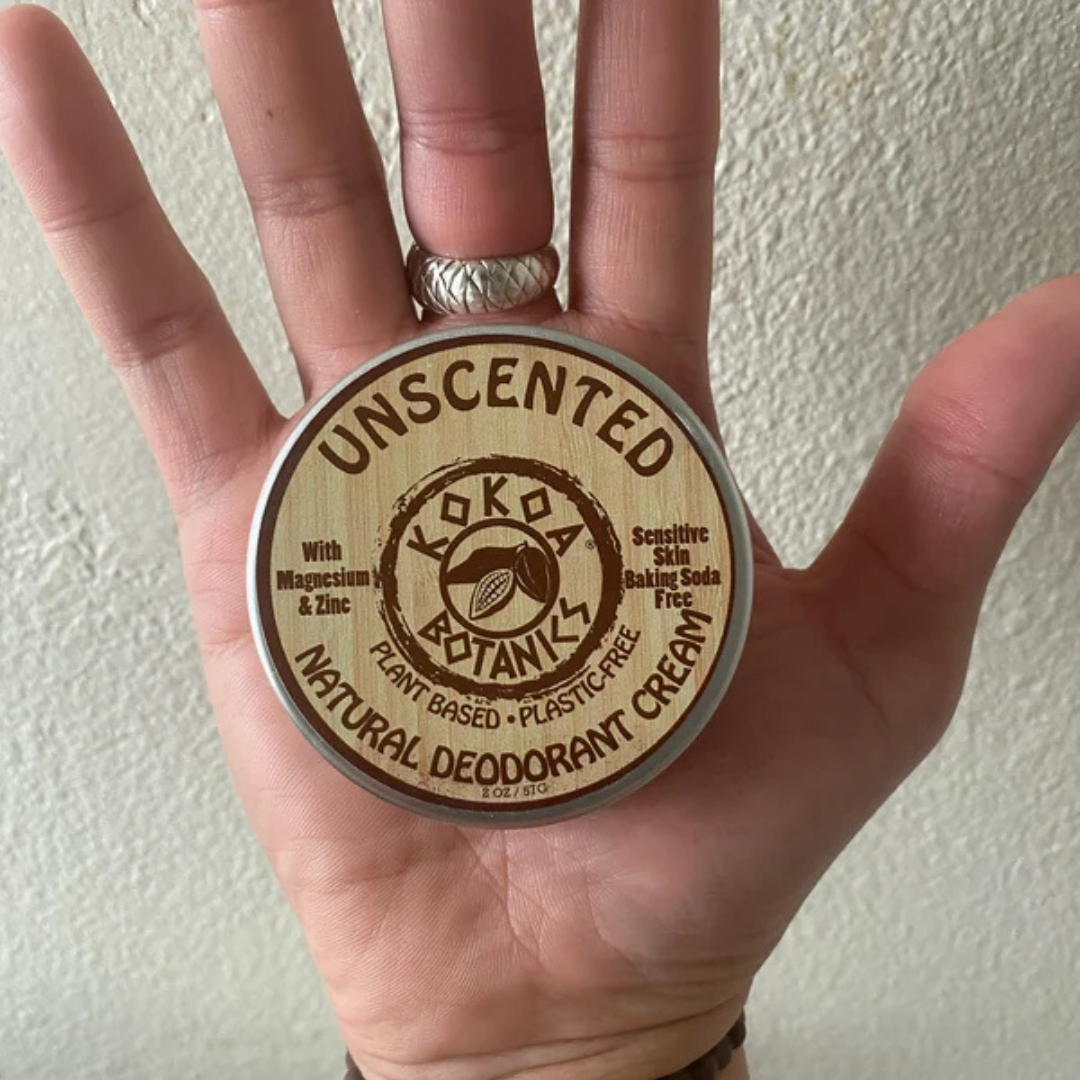 UNSCENTED
KOKOA ®
BOTANICS
With
Magnesium
& Zinc
Sensitive
Skin
Baking Soda
Free
PLANT BASED • PLASTIC-FREE
NATURAL DEODORANT CREAM
2 OZ / 57G